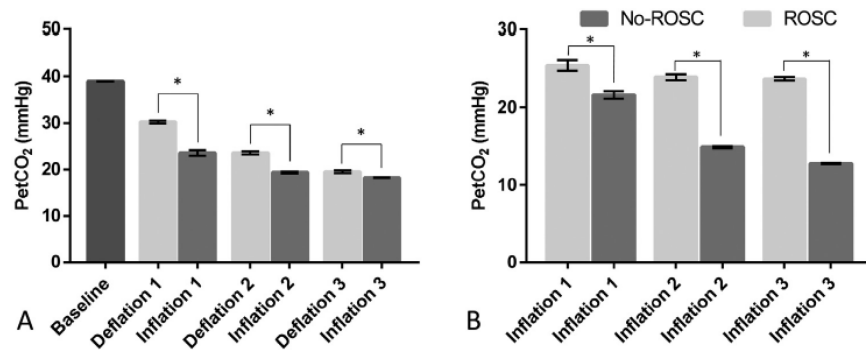 PetCO₂ (mmHg)
50
40
30
20
10
0
*
*
*
Baseline
Deflation 1
Inflation 1
Deflation 2
Inflation 2
Deflation 3
Inflation 3
A
No-ROSC
ROSC
PetCO₂ (mmHg)
30
20
10
0
*
*
*
Inflation 1
Inflation 1
Inflation 2
Inflation 2
Inflation 3
Inflation 3
B